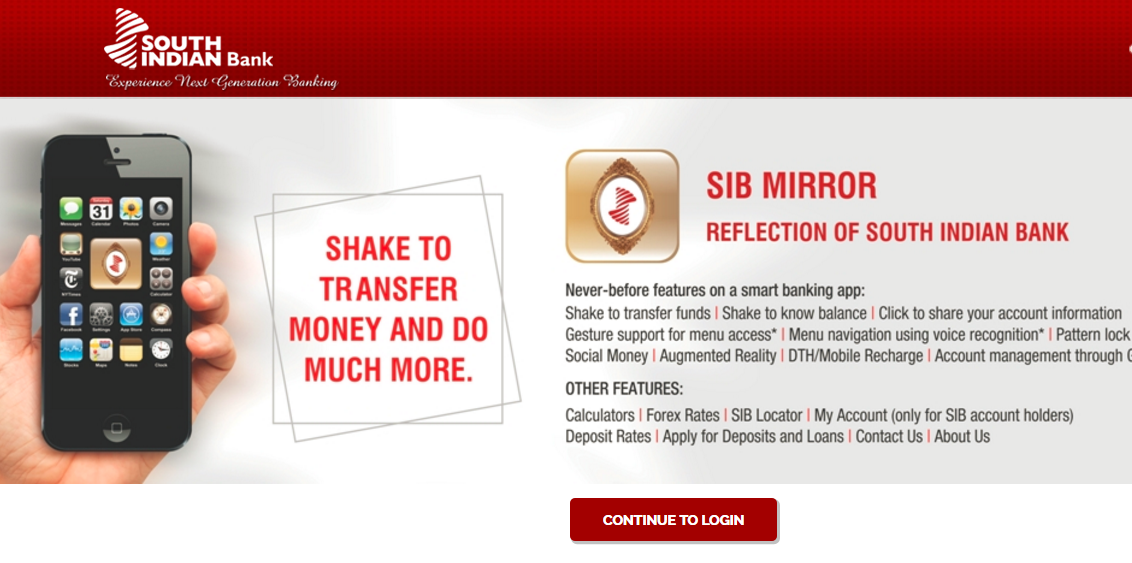 SOUTH
INDIAN Bank
Experience Next Generation Banking
SHAKE TO
TRANSFER
MONEY AND DO
MUCH MORE.
Messages Calendar Photos Camera
YouTube Weather
NYTimes Calculator
Facebook Settings App Store Compass
Stocks Maps Notes Clock
31
SIB MIRROR
REFLECTION OF SOUTH INDIAN BANK
Never-before features on a smart banking app:
Shake to transfer funds | Shake to know balance | Click to share your account information
Gesture support for menu access* | Menu navigation using voice recognition* | Pattern lock
Social Money | Augmented Reality | DTH/Mobile Recharge | Account management through G
OTHER FEATURES:
Calculators | Forex Rates | SIB Locator | My Account (only for SIB account holders)
Deposit Rates | Apply for Deposits and Loans | Contact Us | About Us
CONTINUE TO LOGIN